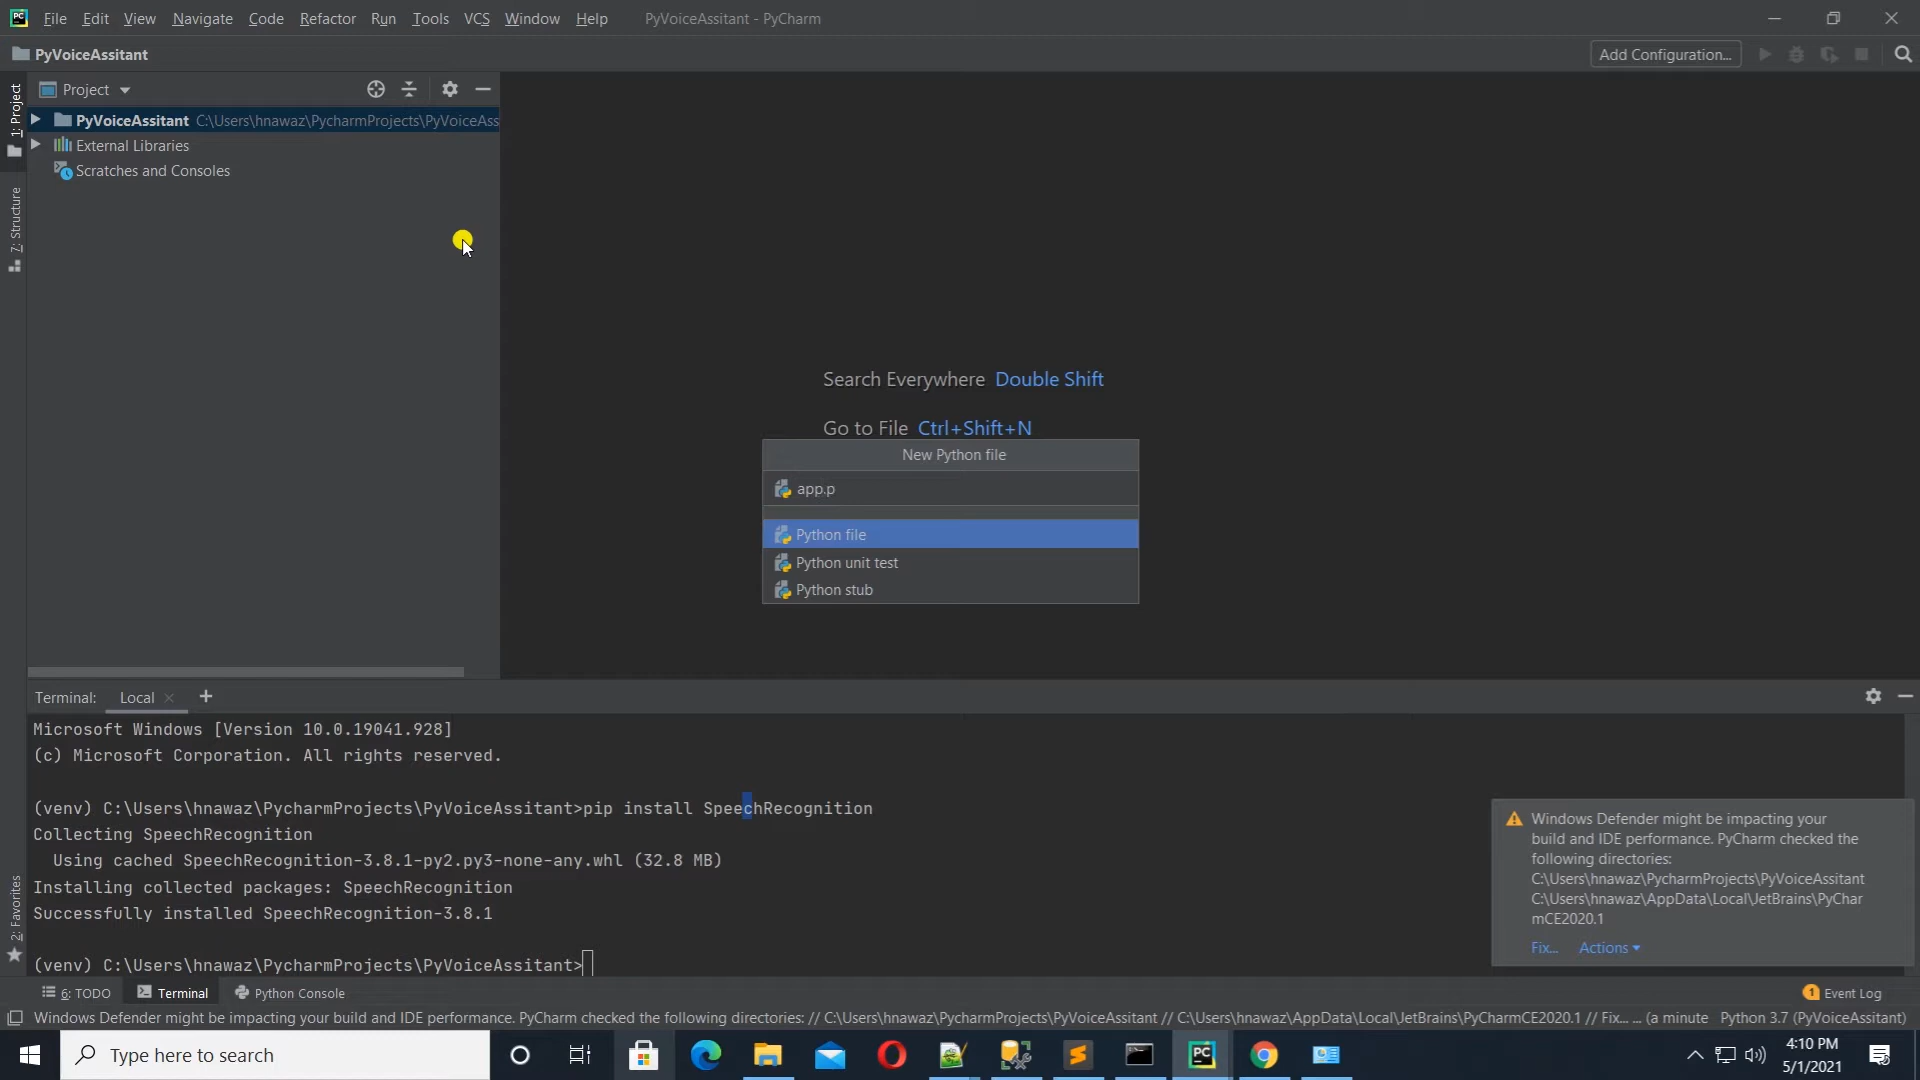 File Edit View Navigate Code Refactor Run Tools VCS Window Help PyVoiceAssitant - PyCharm
PyVoiceAssitant
Add Configuration...
1: Project
Project
PyVoiceAssitant C:\Users\hnawaz\PycharmProjects\PyVoiceAss
External Libraries
Scratches and Consoles
7: Structure
Search Everywhere Double Shift
Go to File Ctrl+Shift+N
New Python file
app.p
Python file
Python unit test
Python stub
Terminal: Local
Microsoft Windows [Version 10.0.19041.928]
(c) Microsoft Corporation. All rights reserved.
(venv) C:\Users\hnawaz\PycharmProjects\PyVoiceAssitant>pip install SpeechRecognition
Collecting SpeechRecognition
Using cached SpeechRecognition-3.8.1-py2.py3-none-any.whl (32.8 MB)
Installing collected packages: SpeechRecognition
Successfully installed SpeechRecognition-3.8.1
(venv) C:\Users\hnawaz\PycharmProjects\PyVoiceAssitant>
2: Favorites
Windows Defender might be impacting your
build and IDE performance. PyCharm checked the
following directories:
C:\Users\hnawaz\PycharmProjects\PyVoiceAssitant
C:\Users\hnawaz\AppData\Local\JetBrains\PyChar
mCE2020.1
Fix... Actions
6: TODO Terminal Python Console
1 Event Log
Windows Defender might be impacting your build and IDE performance. PyCharm checked the following directories: // C:\Users\hnawaz\PycharmProjects\PyVoiceAssitant // C:\Users\hnawaz\AppData\Local\JetBrains\PyCharmCE2020.1 // Fix... ... (a minute Python 3.7 (PyVoiceAssitant)
Type here to search
PC
4:10 PM
5/1/2021